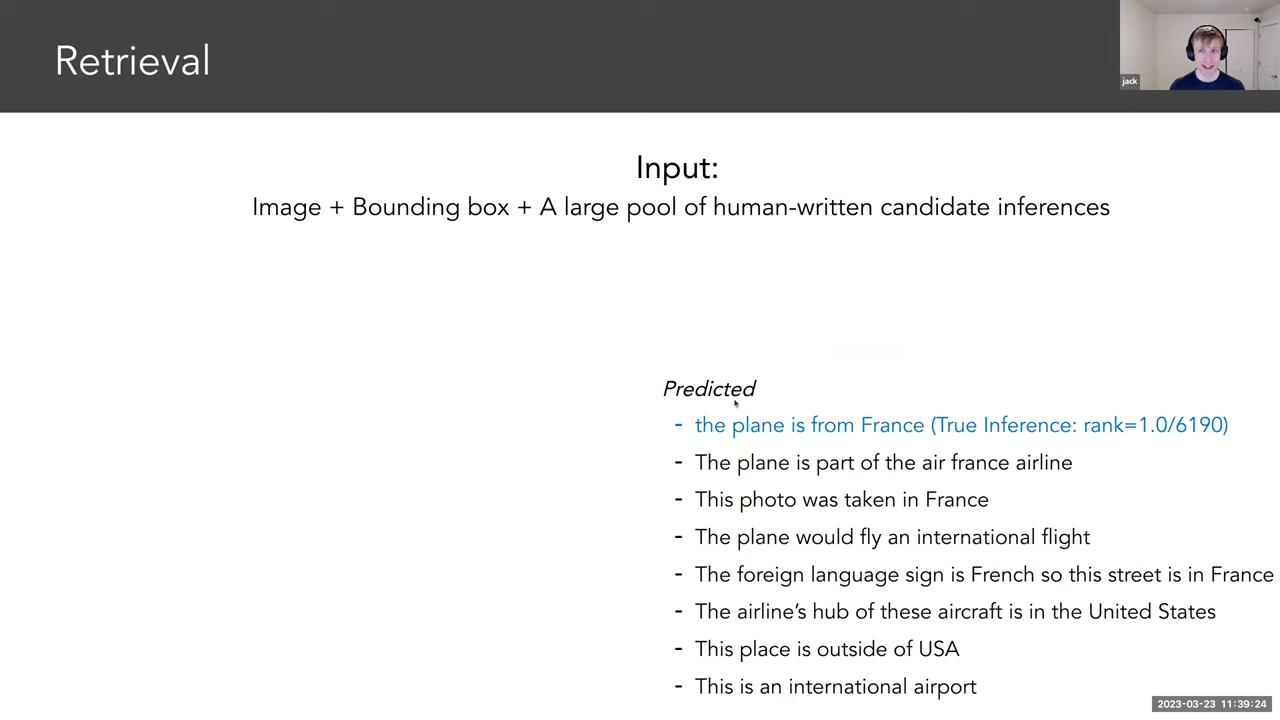 Retrieval
jack
Input:
Image + Bounding box + A large pool of human-written candidate inferences
Predicted
- the plane is from France (True Inference: rank=1.0/6190)
- The plane is part of the air france airline
- This photo was taken in France
- The plane would fly an international flight
- The foreign language sign is French so this street is in France
- The airline’s hub of these aircraft is in the United States
- This place is outside of USA
- This is an international airport
2023-03-23 11:39:24